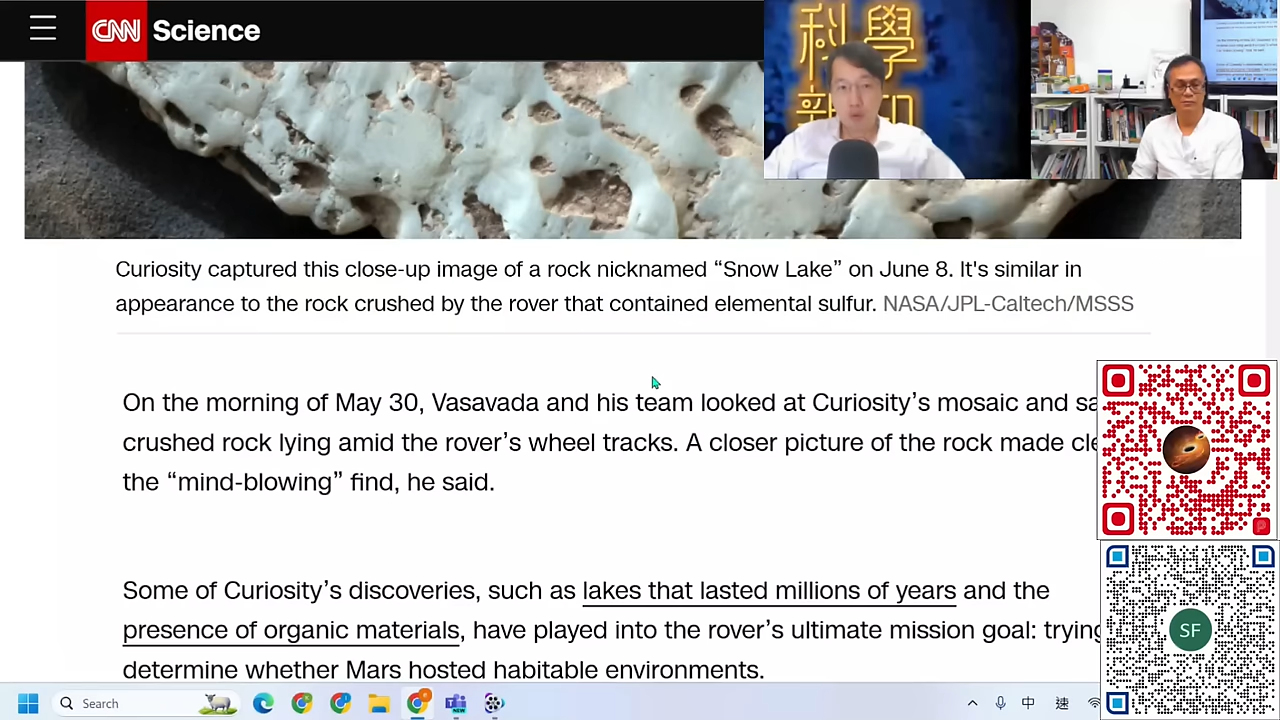 CNN Science
科學
新知
Curiosity captured this close-up image of a rock nicknamed “Snow Lake” on June 8. It's similar in
appearance to the rock crushed by the rover that contained elemental sulfur. NASA/JPL-Caltech/MSSS
On the morning of May 30, Vasavada and his team looked at Curiosity’s mosaic and
crushed rock lying amid the rover’s wheel tracks. A closer picture of the rock made
the “mind-blowing” find, he said.
Some of Curiosity’s discoveries, such as lakes that lasted millions of years and the
presence of organic materials, have played into the rover’s ultimate mission goal: trying
determine whether Mars hosted habitable environments.
SF
Search
中
速